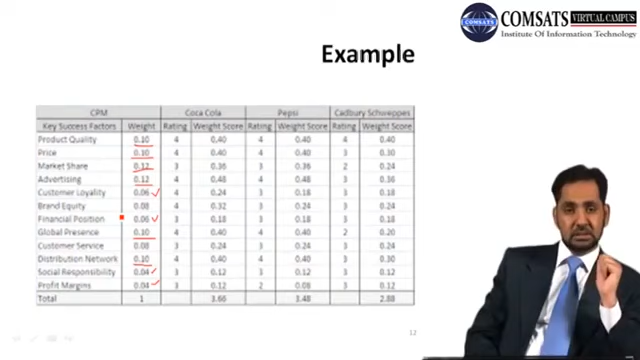 COMSATS VIRTUAL CAMPUS
Institute Of Information Technology
Example
CPM Coca Cola Pepsi Cadbury Schweppes
Key Success Factors Weight Rating Weight Score Rating Weight Score Rating Weight Score
Product Quality 0.10 4 0.40 4 0.40 4 0.40
Price 0.10 4 0.40 4 0.40 3 0.30
Market Share 0.12 3 0.36 3 0.36 2 0.24
Advertising 0.12 4 0.48 4 0.48 3 0.36
Customer Loyality 0.06 4 0.24 3 0.18 3 0.18
Brand Equity 0.08 4 0.32 3 0.24 3 0.24
Financial Position 0.06 3 0.18 3 0.18 3 0.18
Global Presence 0.10 4 0.40 4 0.40 2 0.20
Customer Service 0.08 3 0.24 3 0.24 3 0.24
Distribution Network 0.10 4 0.40 4 0.40 3 0.30
Social Responsibility 0.04 3 0.12 3 0.12 3 0.12
Profit Margins 0.04 3 0.12 2 0.08 3 0.12
Total 1 3.66 3.48 2.88
12